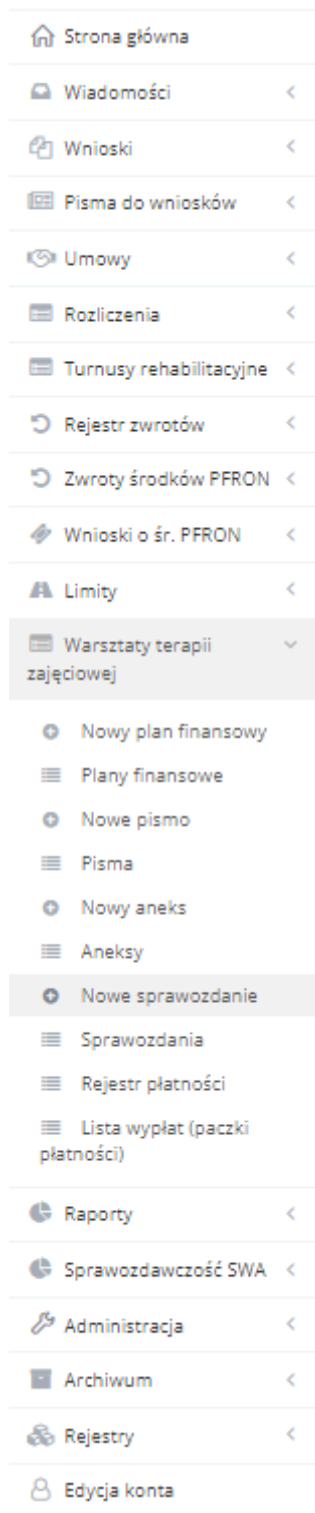 Strona główna
Wiadomości
Wnioski
Pisma do wniosków
Umowy
Rozliczenia
Turnusy rehabilitacyjne
Rejestr zwrotów
Zwroty środków PFRON
Wnioski o śr. PFRON
Limity
Warsztaty terapii
zajęciowej
Nowy plan finansowy
Plany finansowe
Nowe pismo
Pisma
Nowy aneks
Aneksy
Nowe sprawozdanie
Sprawozdania
Rejestr płatności
Lista wypłat (paczki
płatności)
Raporty
Sprawozdawczość SWA
Administracja
Archiwum
Rejestry
Edycja konta